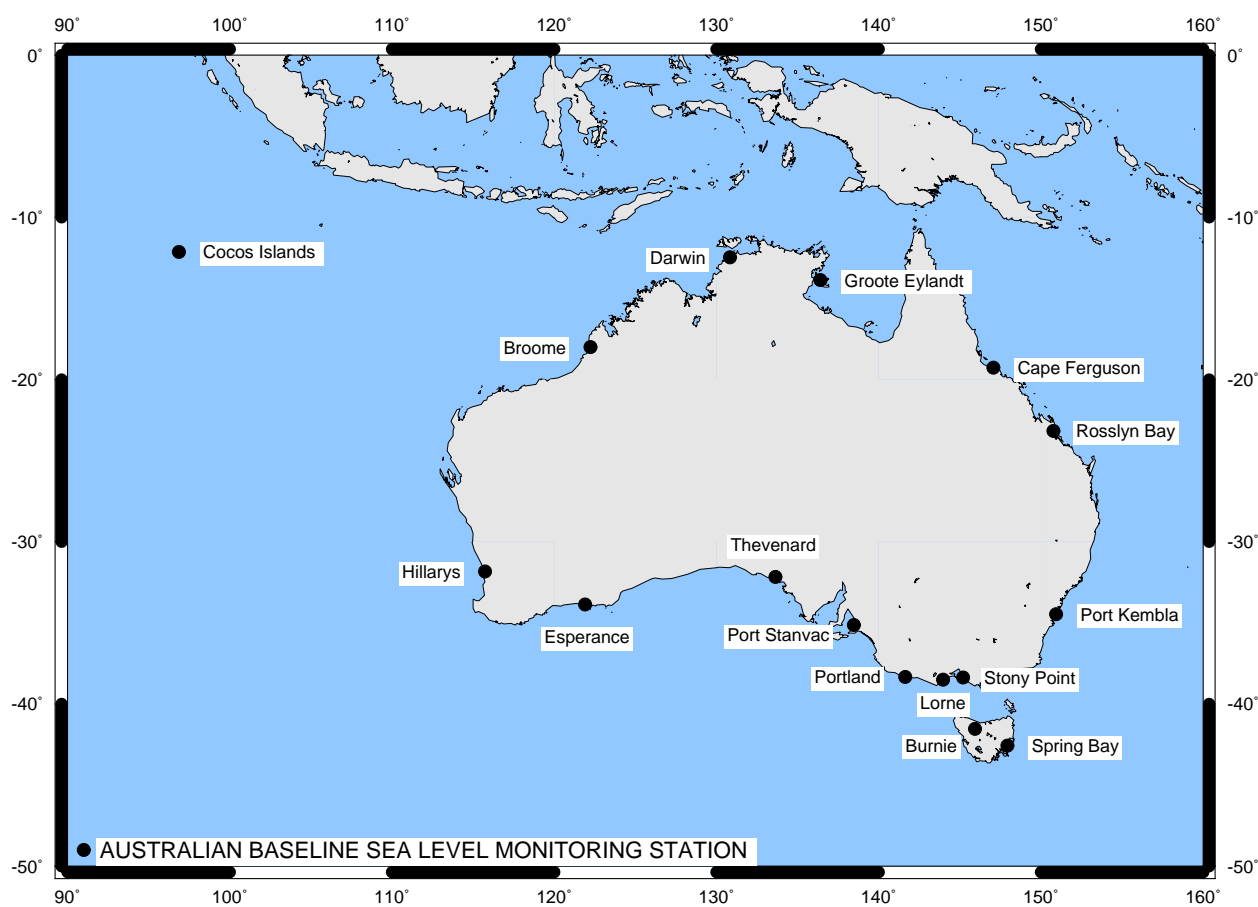 90˚ 100˚ 110˚ 120˚ 130˚ 140˚ 150˚ 160˚
0˚ 0˚
-10˚ -10˚
Cocos Islands
Darwin
Groote Eylandt
Broome
Cape Ferguson
-20˚ -20˚
Rosslyn Bay
-30˚ -30˚
Thevenard
Hillarys
Port Kembla
Esperance
Port Stanvac
Portland
Stony Point
Lorne
-40˚ -40˚
Burnie
Spring Bay
AUSTRALIAN BASELINE SEA LEVEL MONITORING STATION
-50˚ -50˚
90˚ 100˚ 110˚ 120˚ 130˚ 140˚ 150˚ 160˚